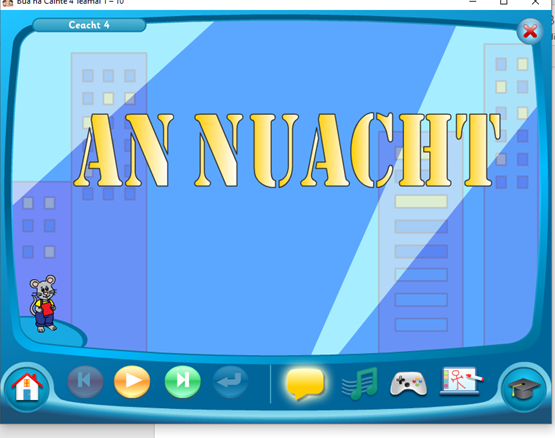 Bua na Cainte 4 Téamaí 1 – 10
Ceacht 4
AN NUACHT